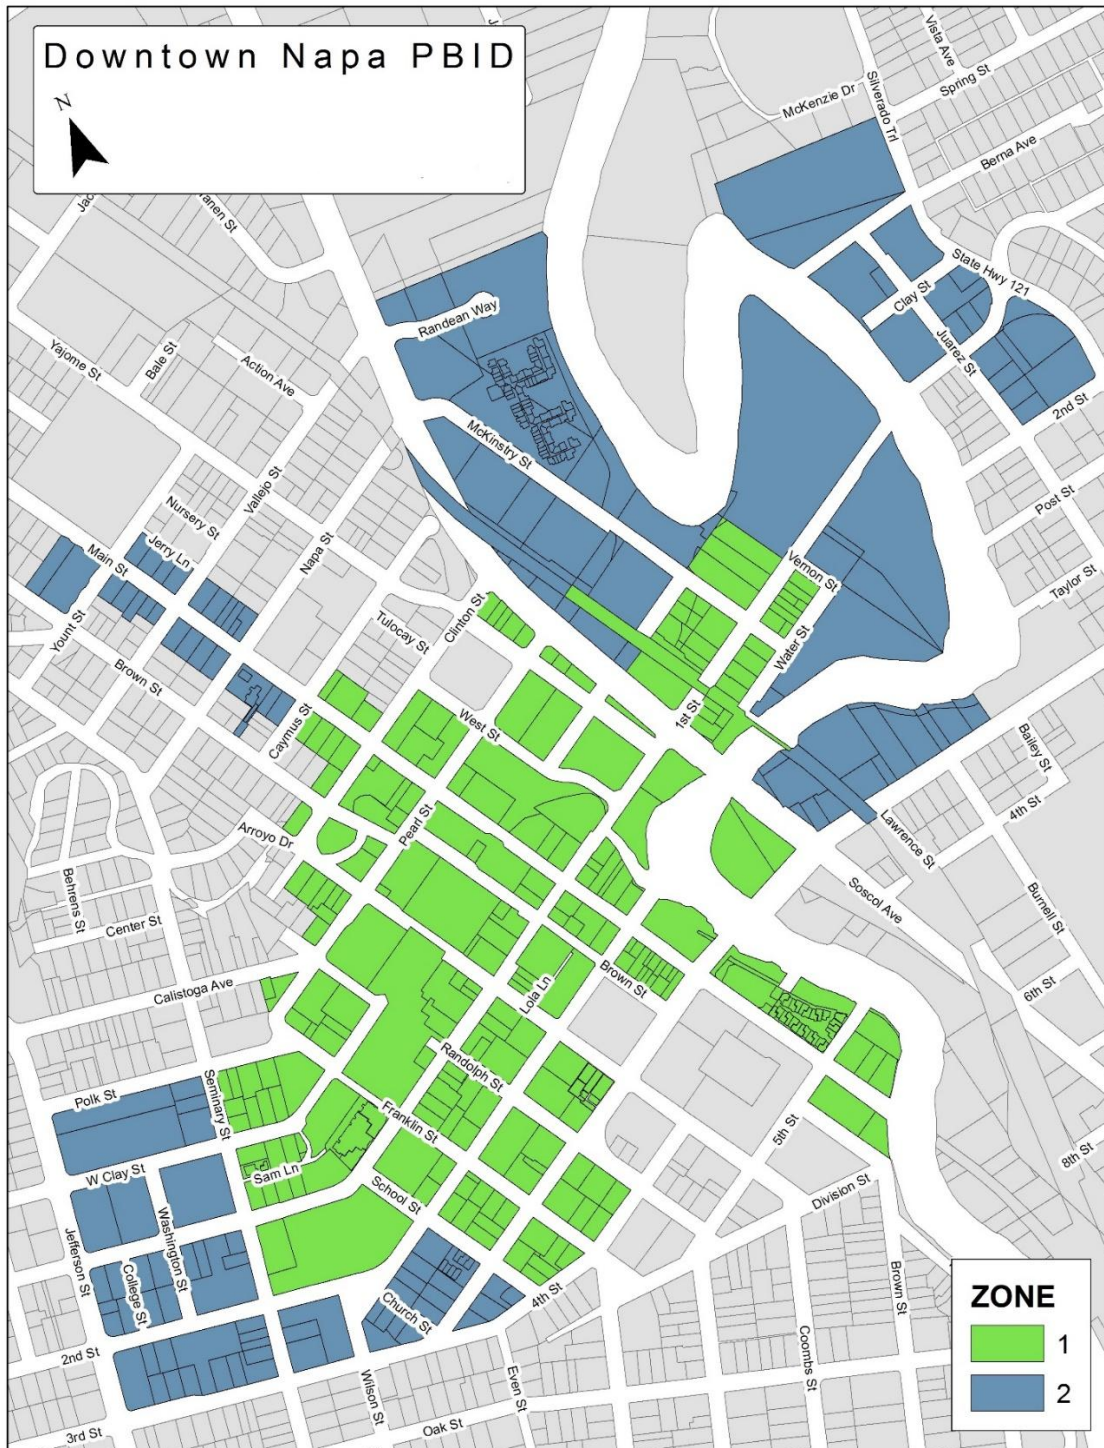 Downtown Napa PBID
N
Vista Ave
Spring St
McKenzie Dr
Silverado Trl
Berna Ave
State Hwy 121
Clay St
Juarez St
2nd St
Randean Way
Yajome St
Bale St
Action Ave
McKinstry St
Post St
Vallejo St
Nursery St
Napa St
Main St
Jerry Ln
Vernon St
Taylor St
Yount St
Tulocay St
Clinton St
Water St
Brown St
Caymus St
West St
1st St
Bailey St
4th St
Arroyo Dr
Pearl St
Lawrence St
Behrens St
Center St
Soscol Ave
Burnell St
Calistoga Ave
Lola Ln
Brown St
6th St
Randolph St
Polk St
Seminary St
Franklin St
5th St
8th St
W Clay St
Sam Ln
School St
Division St
Jefferson St
Washington St
College St
Church St
4th St
Brown St
2nd St
Wilson St
Even St
Coombs St
3rd St
Oak St
ZONE
1
2